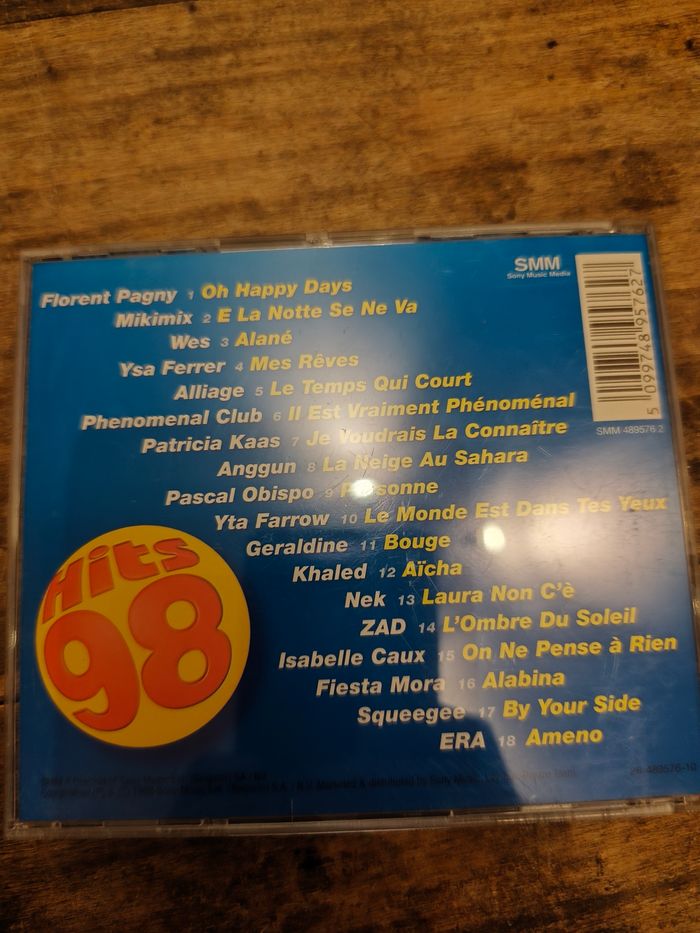 SMM
Sony Music Media
Florent Pagny 1 Oh Happy Days
Mikimix 2 E La Notte Se Ne Va
Wes 3 Alané
Ysa Ferrer 4 Mes Rêves
Alliage 5 Le Temps Qui Court
Phenomenal Club 6 Il Est Vraiment Phénoménal
Patricia Kaas 7 Je Voudrais La Connaître
Anggun 8 La Neige Au Sahara
Pascal Obispo 9 Personne
Yta Farrow 10 Le Monde Est Dans Tes Yeux
Geraldine 11 Bouge
Khaled 12 Aïcha
Nek 13 Laura Non C'è
ZAD 14 L'Ombre Du Soleil
Isabelle Caux 15 On Ne Pense à Rien
Fiesta Mora 16 Alabina
Squeegee 17 By Your Side
ERA 18 Ameno
Hits
98
5 099748 957627
SMM 489576 2
28-489576-10